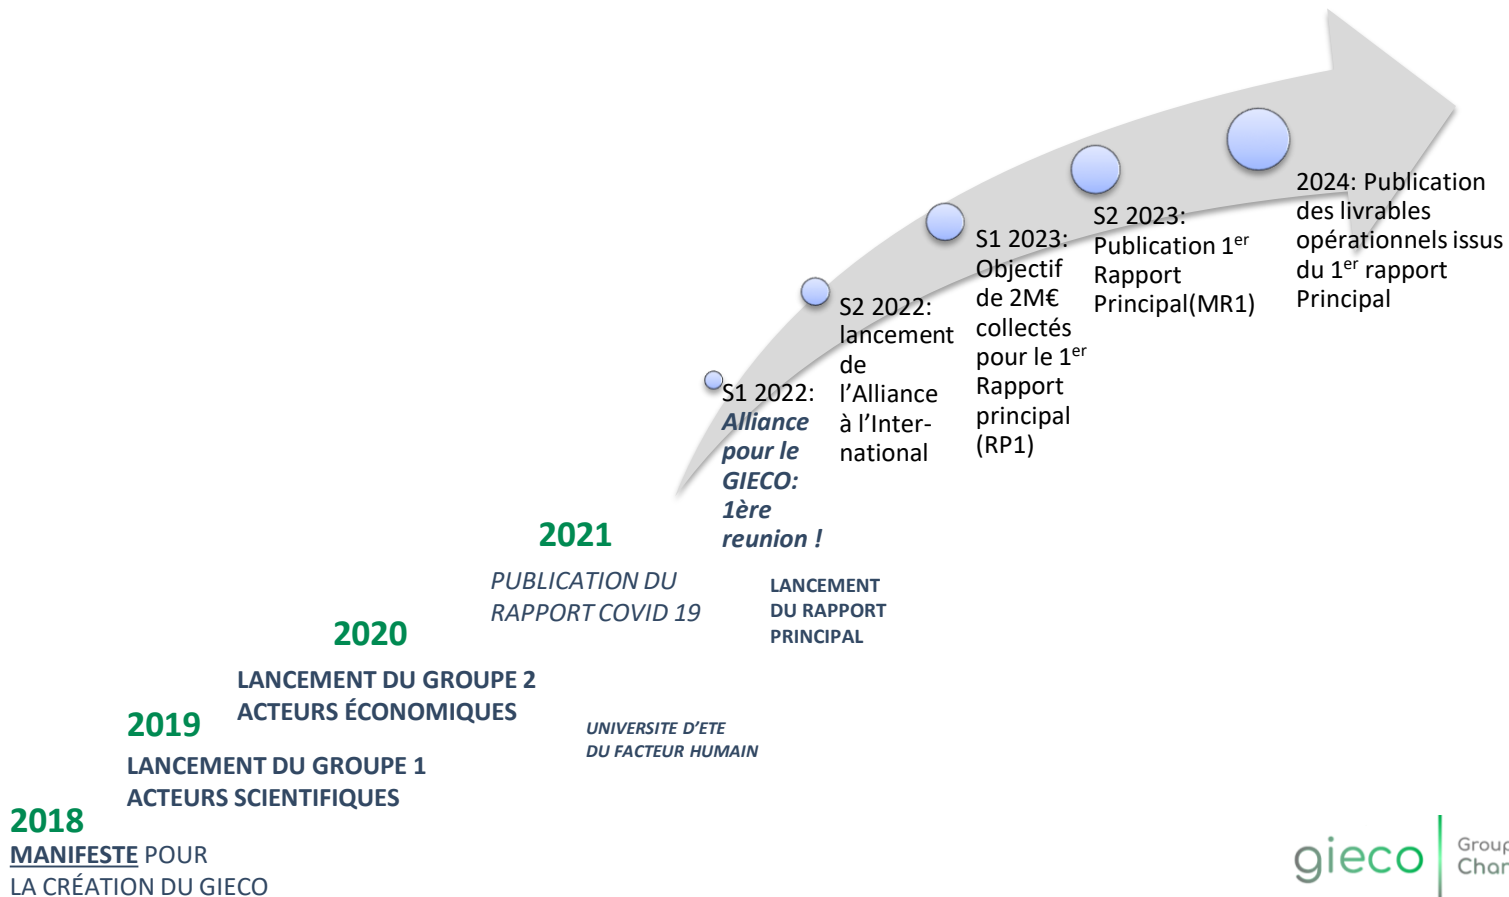 2018
MANIFESTE POUR
LA CRÉATION DU GIECO
2019
LANCEMENT DU GROUPE 1
ACTEURS SCIENTIFIQUES
2020
LANCEMENT DU GROUPE 2
ACTEURS ÉCONOMIQUES
UNIVERSITE D’ETE
DU FACTEUR HUMAIN
2021
PUBLICATION DU
RAPPORT COVID 19
LANCEMENT
DU RAPPORT
PRINCIPAL
S1 2022:
Alliance
pour le
GIECO:
1ère
reunion !
S2 2022:
lancement
de
l’Alliance
à l’Inter-
national
S1 2023:
Objectif
de 2M€
collectés
pour le 1er
Rapport
principal
(RP1)
S2 2023:
Publication 1er
Rapport
Principal(MR1)
2024: Publication
des livrables
opérationnels issus
du 1er rapport
Principal
gieco